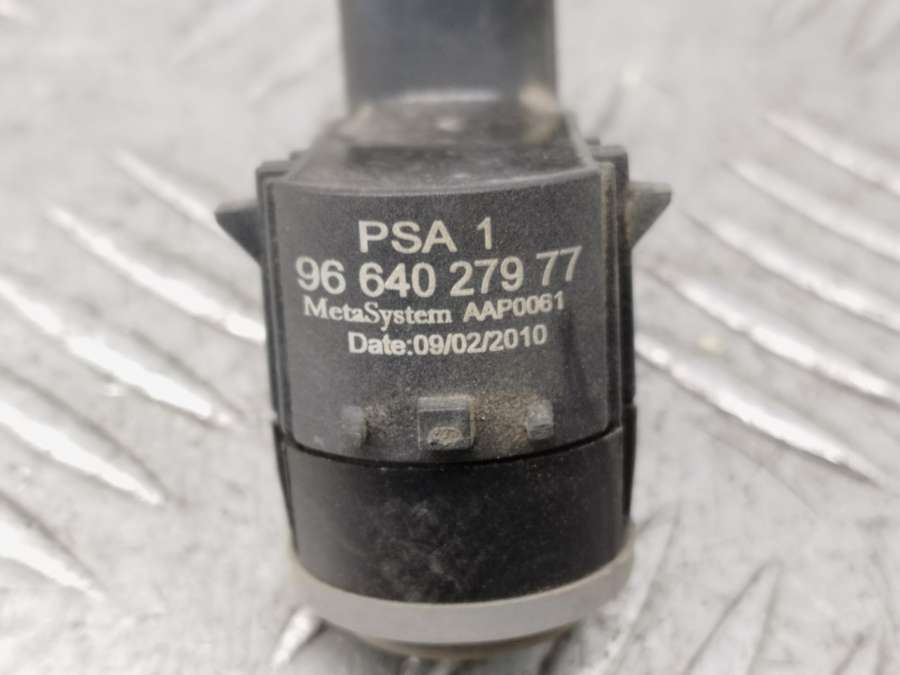 PSA 1
96 640 279 77
MetaSystem AAP0061
Date:09/02/2010